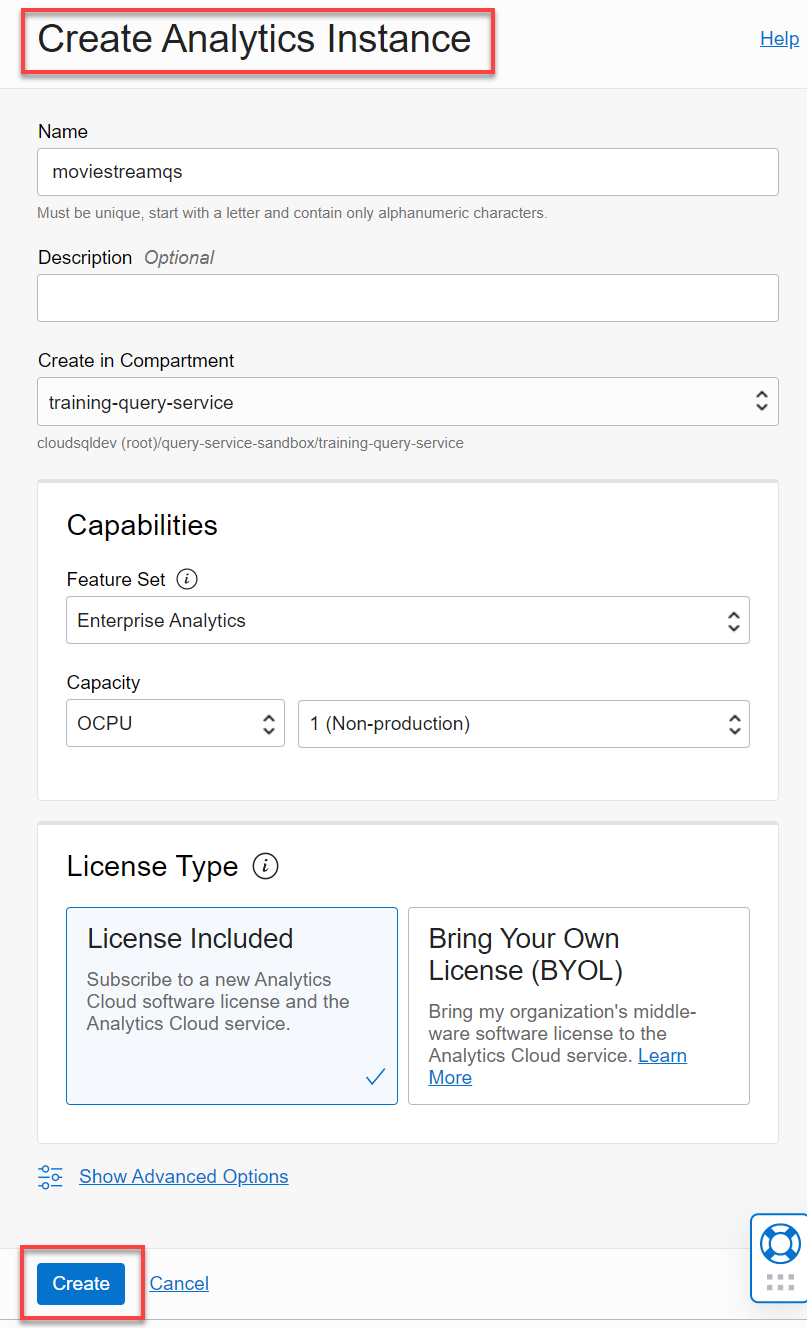 Create Analytics Instance
Help
Name
moviestreamqs
Must be unique, start with a letter and contain only alphanumeric characters.
Description Optional
Create in Compartment
training-query-service
cloudsqldev (root)/query-service-sandbox/training-query-service
Capabilities
Feature Set
Enterprise Analytics
Capacity
OCPU
1 (Non-production)
License Type
License Included
Subscribe to a new Analytics
Cloud software license and the
Analytics Cloud service.
Bring Your Own
License (BYOL)
Bring my organization's middle-
ware software license to the
Analytics Cloud service. Learn
More
Show Advanced Options
Create
Cancel